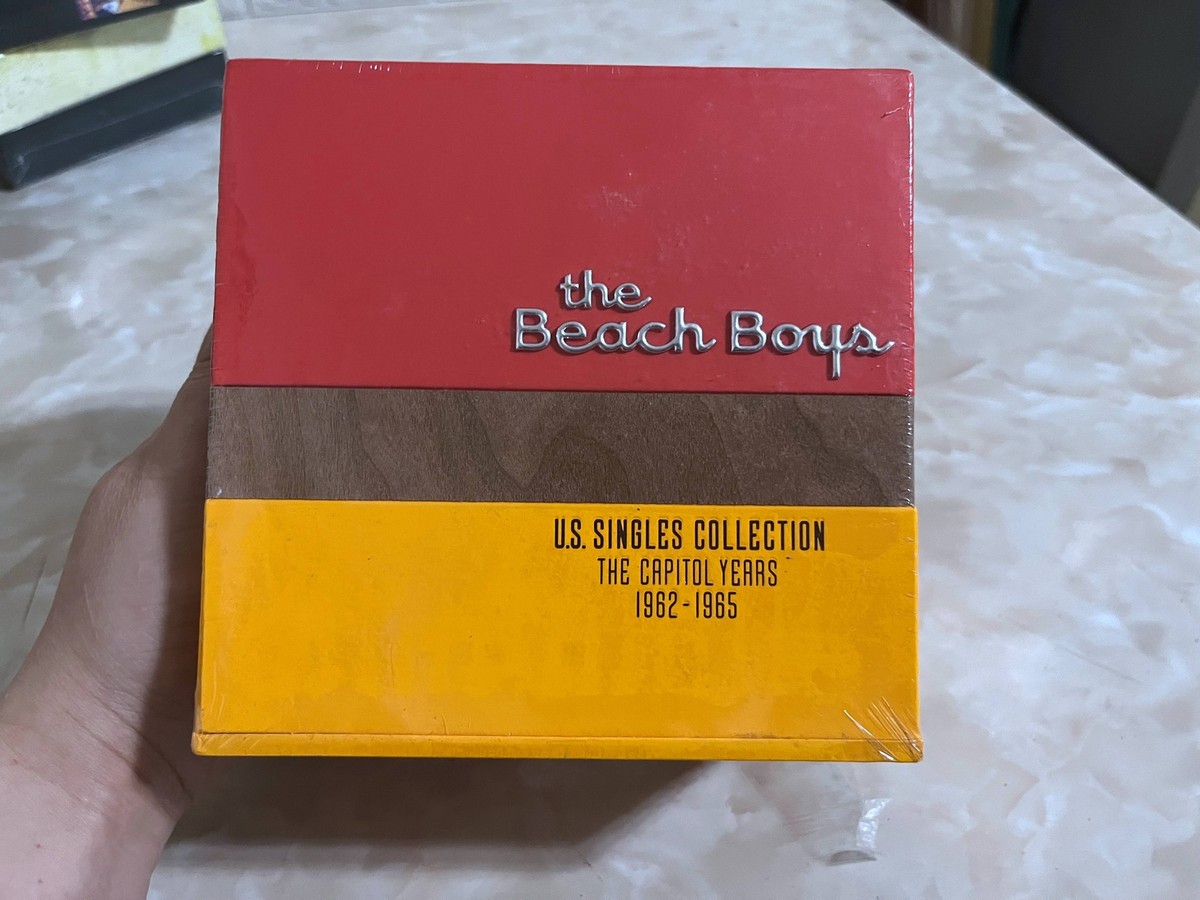 the
Beach Boys
U.S. SINGLES COLLECTION
THE CAPITOL YEARS
1962-1965